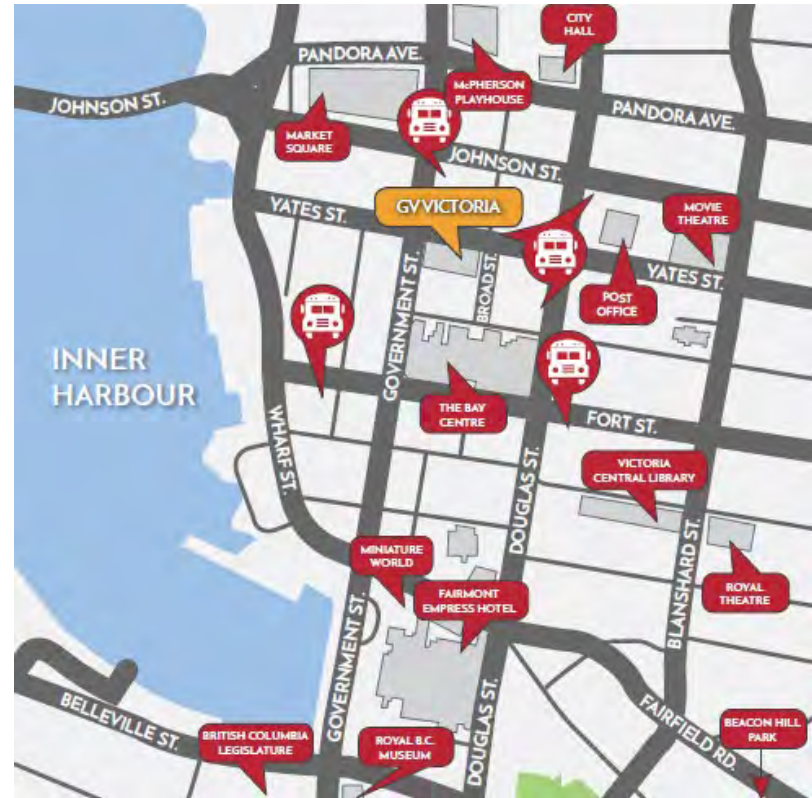 CITY
HALL
PANDORA AVE.
McPHERSON
PLAYHOUSE
JOHNSON ST.
PANDORA AVE.
MARKET
SQUARE
JOHNSON ST.
YATES ST.
GV VICTORIA
MOVIE
THEATRE
YATES ST.
BROAD ST.
POST
OFFICE
GOVERNMENT ST.
INNER
HARBOUR
THE BAY
CENTRE
FORT ST.
WHARF ST.
VICTORIA
CENTRAL LIBRARY
DOUGLAS ST.
MINIATURE
WORLD
FAIRMONT
EMPRESS HOTEL
BLANSHARD ST.
ROYAL
THEATRE
GOVERNMENT ST.
BELLEVILLE ST.
BRITISH COLUMBIA
LEGISLATURE
ROYAL B.C.
MUSEUM
DOUGLAS ST.
FAIRFIELD RD.
BEACON HILL
PARK